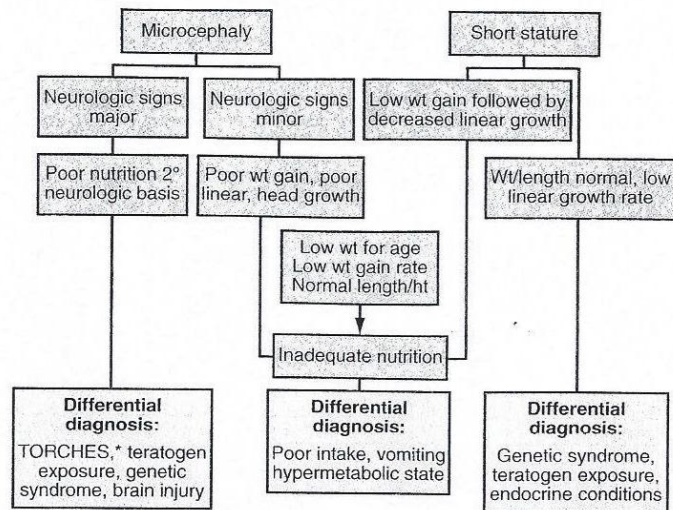 Microcephaly
Short stature
Neurologic signs
major
Neurologic signs
minor
Low wt gain followed by
decreased linear growth
Poor nutrition 2°
neurologic basis
Poor wt gain, poor
linear, head growth
Wt/length normal, low
linear growth rate
Low wt for age
Low wt gain rate
Normal length/ht
Inadequate nutrition
Differential
diagnosis:
TORCHES,* teratogen
exposure, genetic
syndrome, brain injury
Differential
diagnosis:
Poor intake, vomiting
hypermetabolic state
Differential
diagnosis:
Genetic syndrome,
teratogen exposure,
endocrine conditions